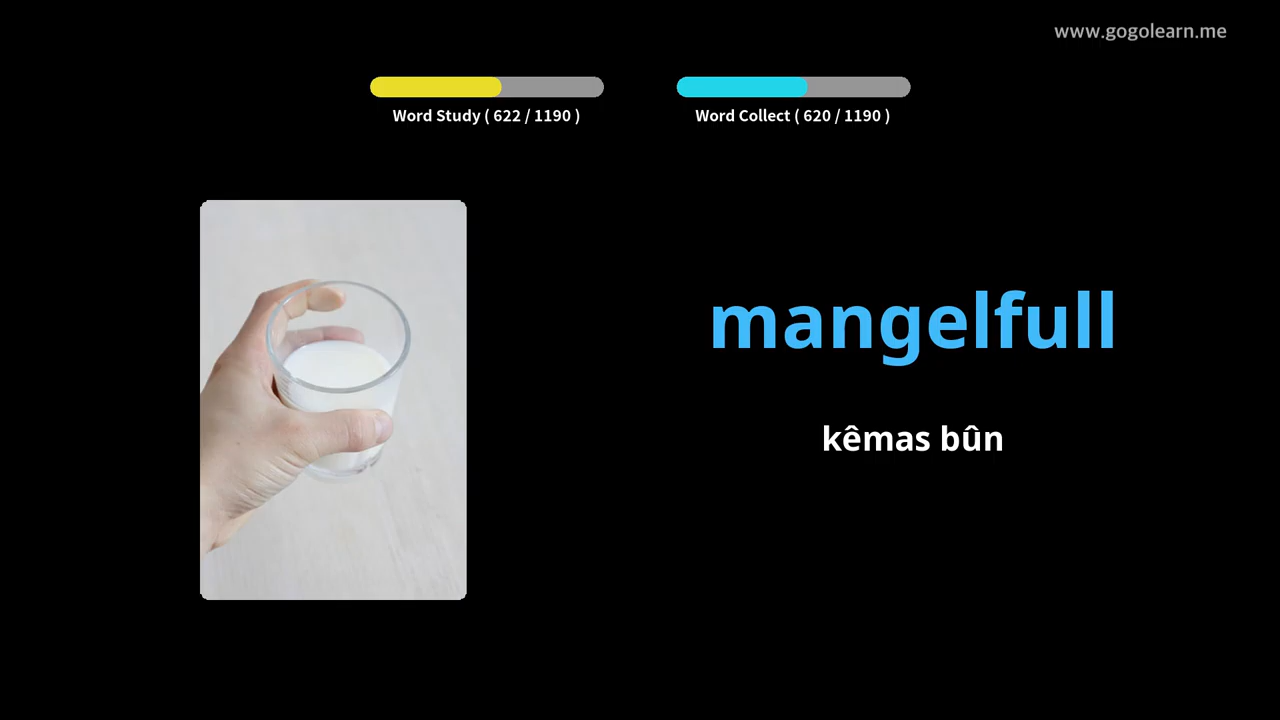 www.gogolearn.me
Word Study ( 622 / 1190 )
Word Collect ( 620 / 1190 )
mangelfull
kêmas bûn